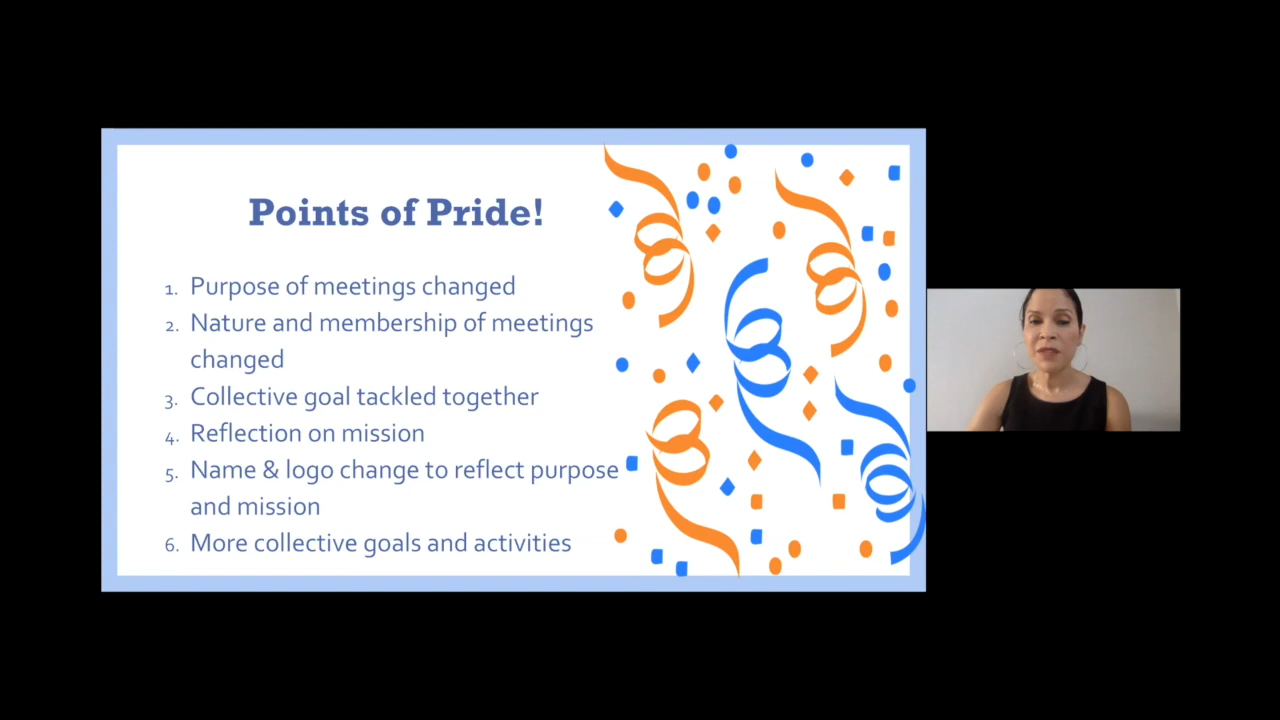 Points of Pride!
1. Purpose of meetings changed
2. Nature and membership of meetings
changed
3. Collective goal tackled together
4. Reflection on mission
5. Name & logo change to reflect purpose
and mission
6. More collective goals and activities